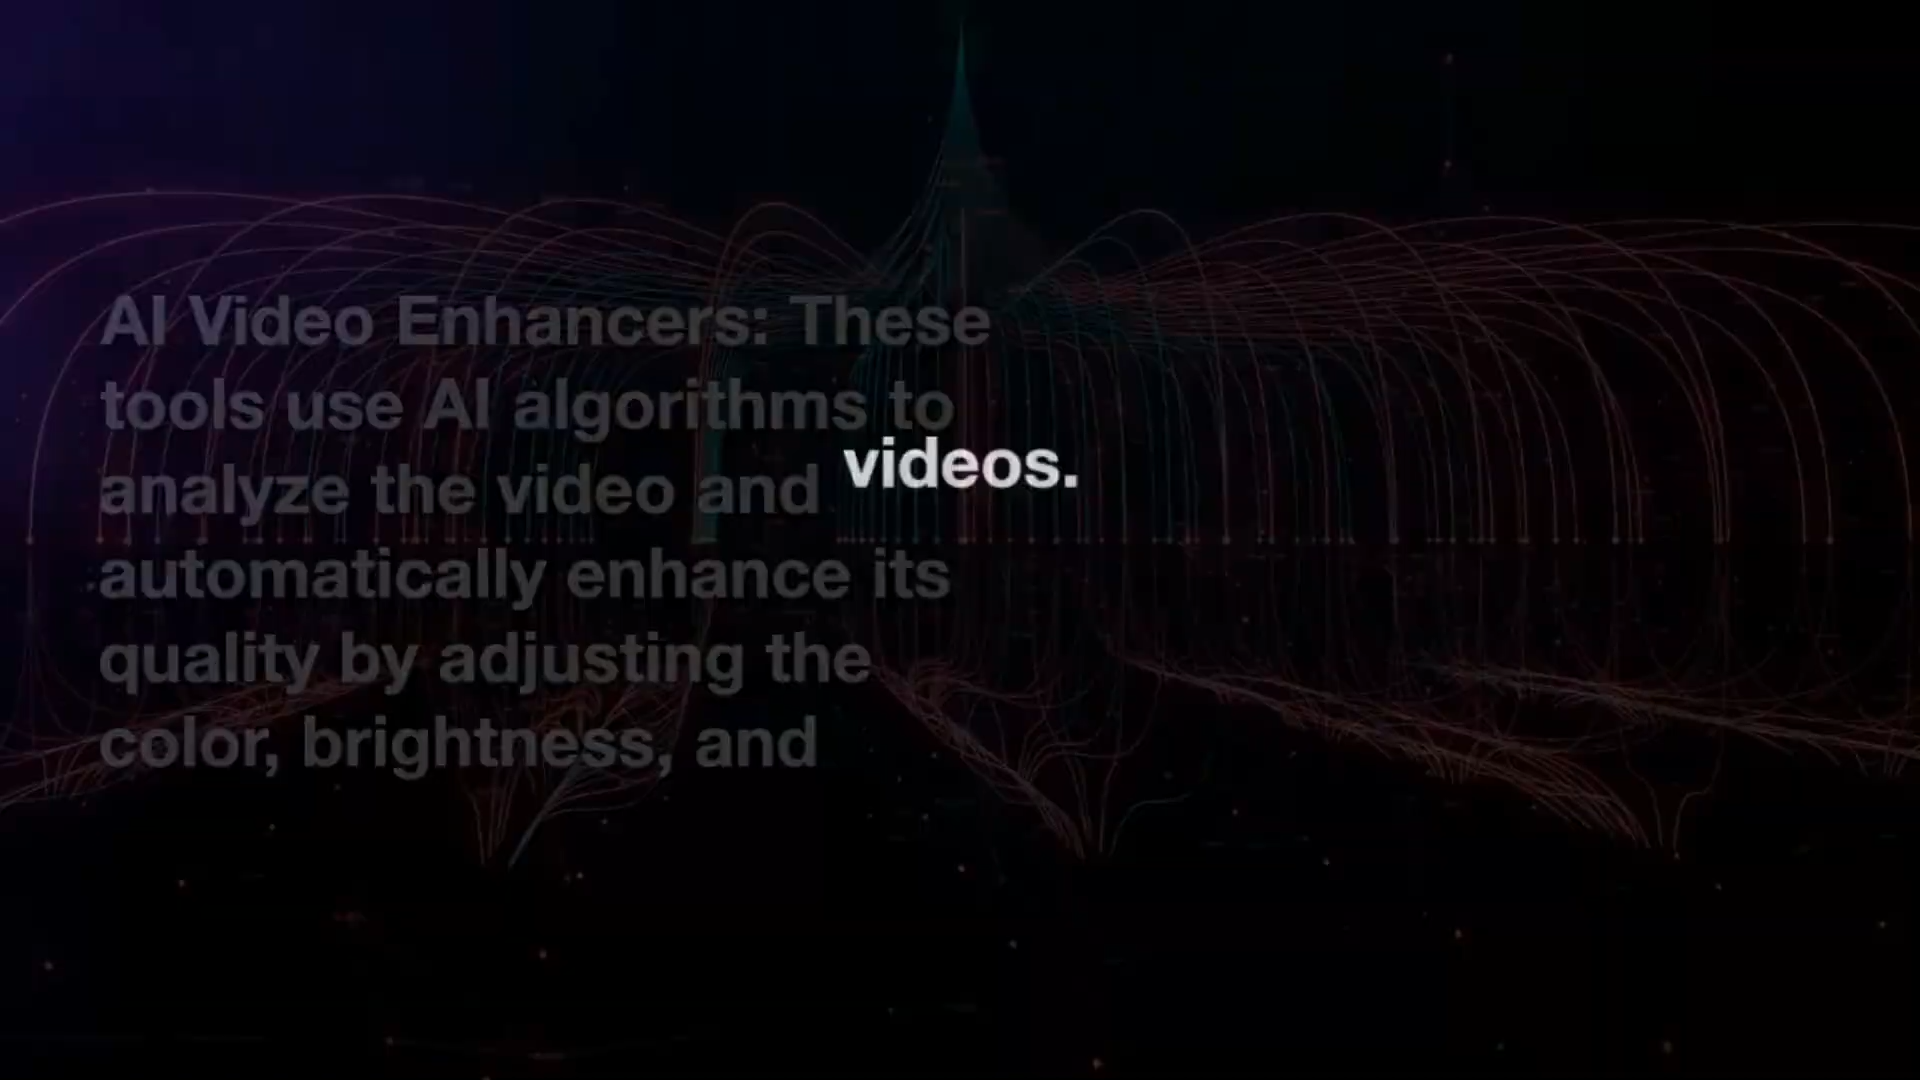 AI Video Enhancers: These
tools use AI algorithms to
analyze the video and
automatically enhance its
quality by adjusting the
color, brightness, and
videos.